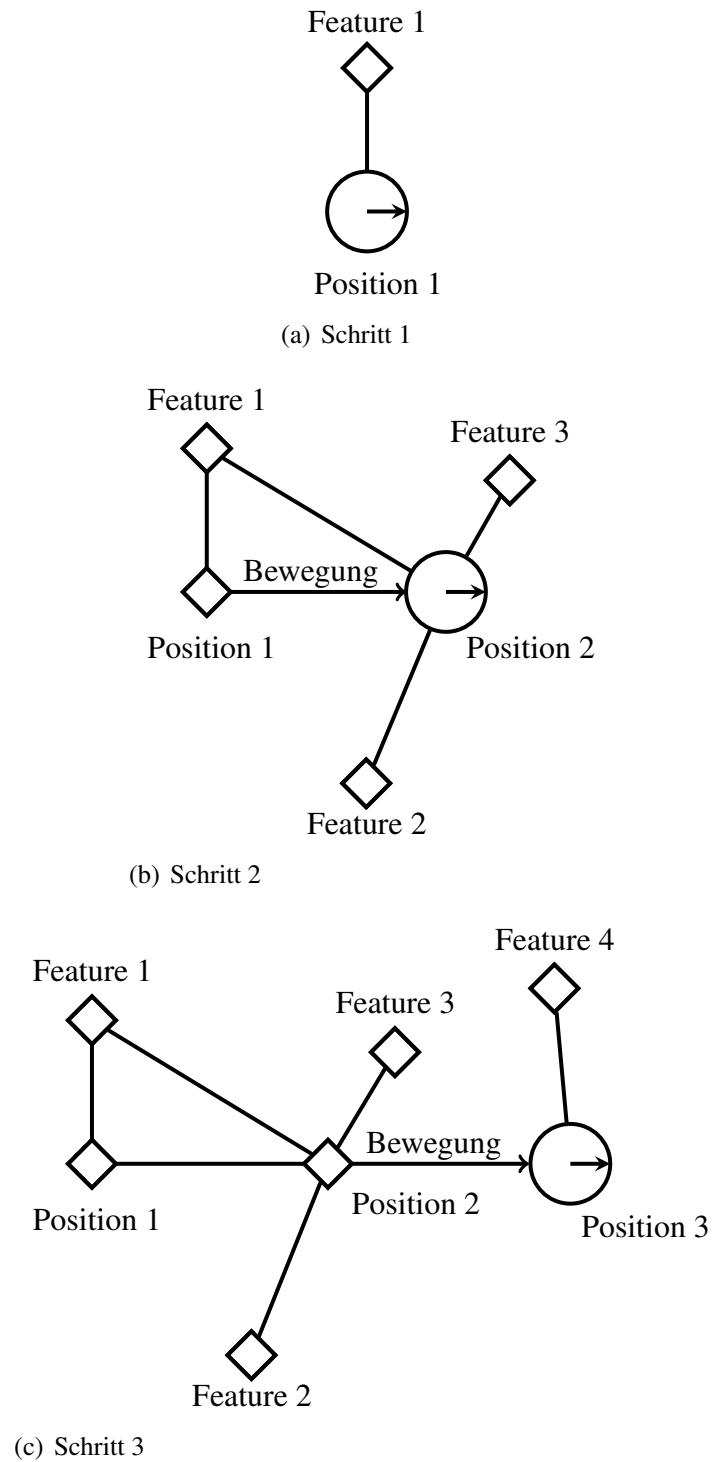 Feature 1
Position 1
(a) Schritt 1
Feature 1
Feature 3
Bewegung
Position 1
Position 2
Feature 2
(b) Schritt 2
Feature 4
Feature 1
Feature 3
Bewegung
Position 2
Position 1
Position 3
Feature 2
(c) Schritt 3